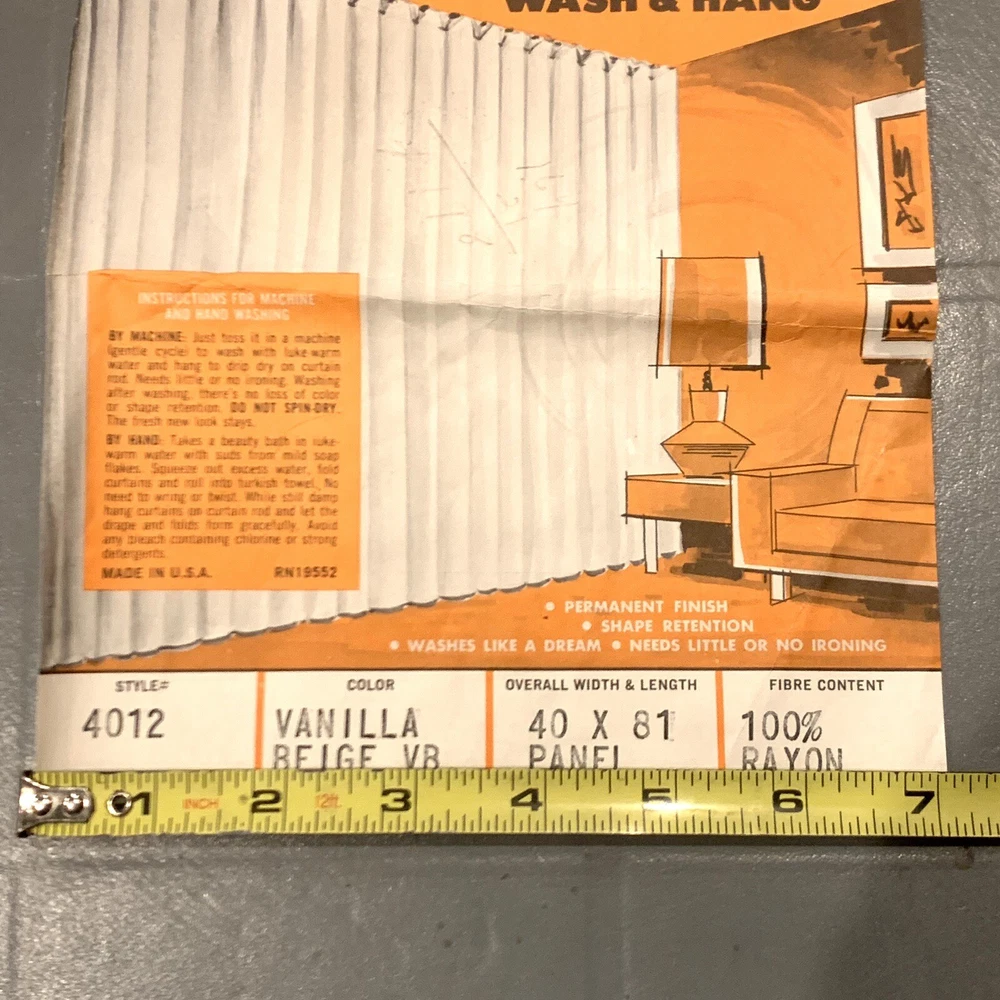 WASH & HANG
INSTRUCTIONS FOR MACHINE
AND HAND WASHING
BY MACHINE: Just toss it in a machine
(gentle cycle) to wash with luke-warm
water and hang to drip dry on curtain
rod. Needs little or no ironing. Washing
after washing, there's no loss of color
or shape retention. DO NOT SPIN-DRY.
The fresh new look stays.
BY HAND: Takes a beauty bath in luke-
warm water with suds from mild soap
flakes. Squeeze out excess water, fold
curtains and roll into turkish towel. No
need to wring or twist. While still damp
hang curtains on curtain rod and let the
drape and folds form gracefully. Avoid
any bleach containing chlorine or strong
detergents.
MADE IN U.S.A. RN19552
• PERMANENT FINISH
• SHAPE RETENTION
• WASHES LIKE A DREAM • NEEDS LITTLE OR NO IRONING
STYLE# COLOR OVERALL WIDTH & LENGTH FIBRE CONTENT
4012 VANILLA 40 X 81 100%
BEIGE VB PANEL RAYON
1 INCH 2 12ft 3 4 5 6 7